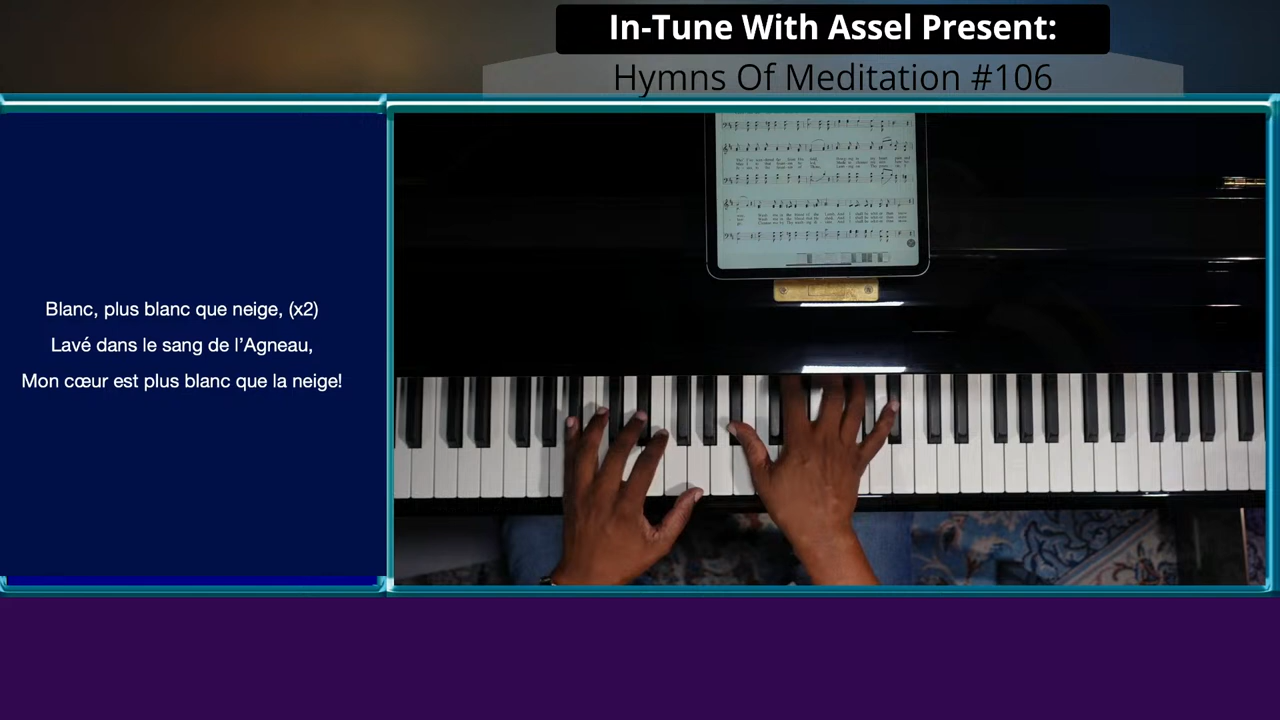 In-Tune With Assel Present:
Hymns Of Meditation #106
Blanc, plus blanc que neige, (x2)
Lavé dans le sang de l’Agneau,
Mon cœur est plus blanc que la neige!